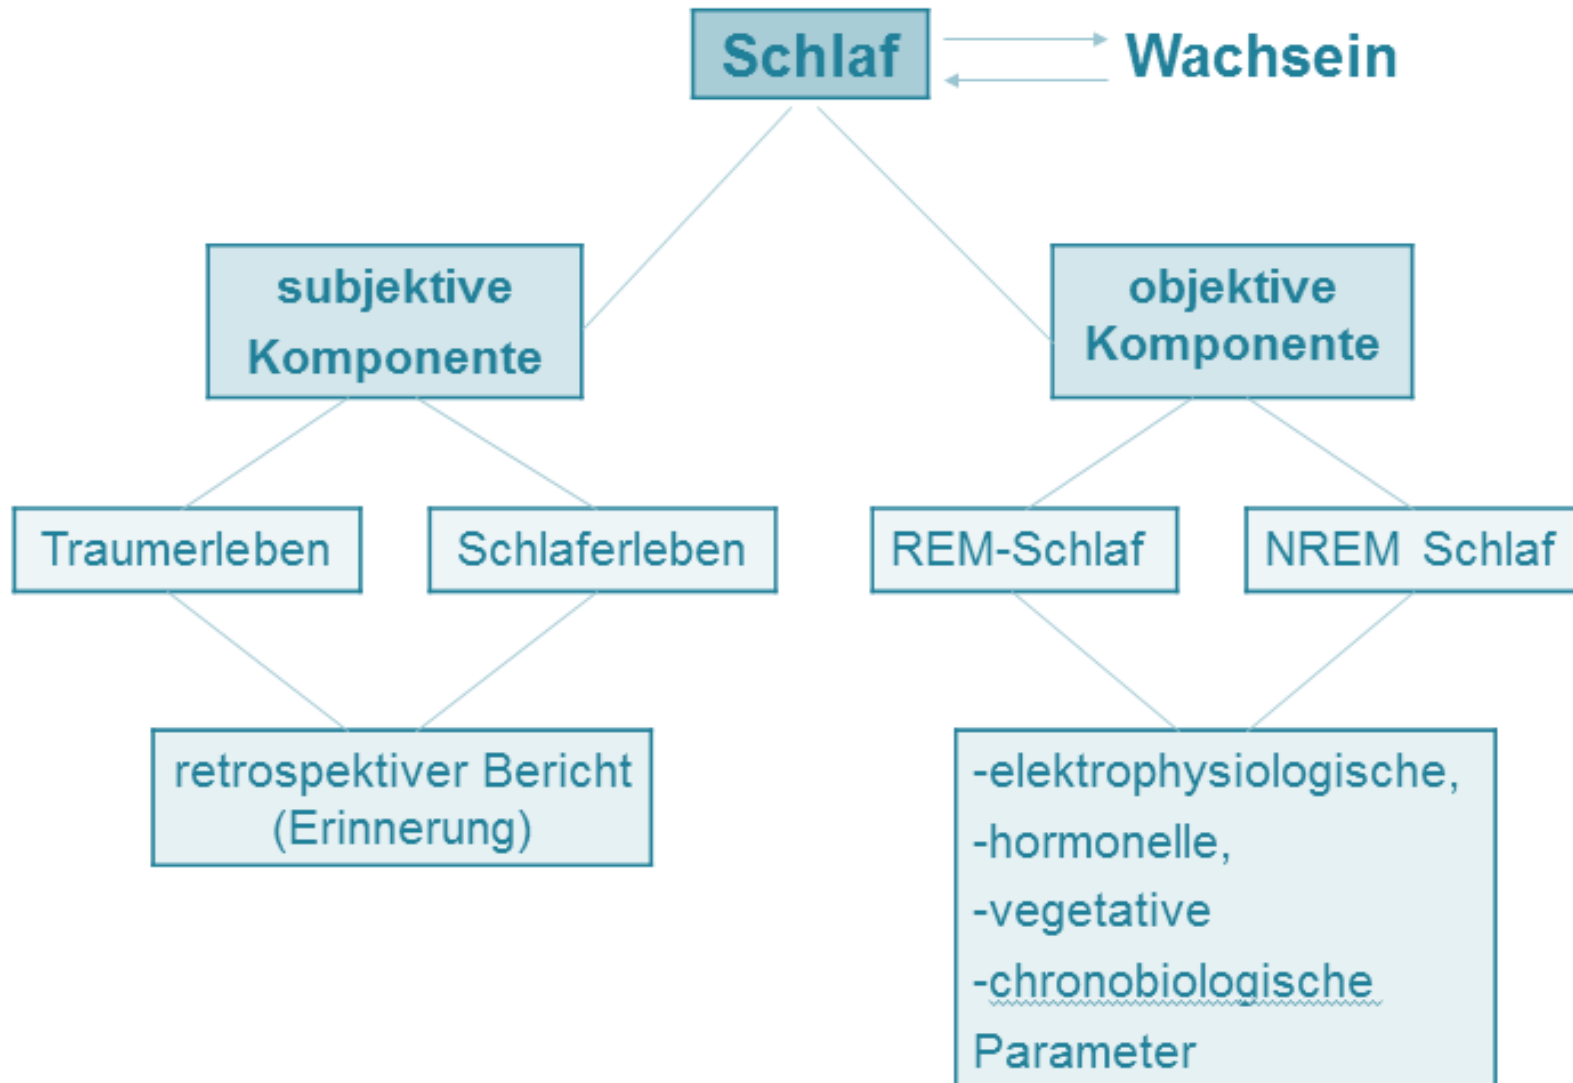 Schlaf
Wachsein
subjektive
Komponente
objektive
Komponente
Traumerleben
Schlaferleben
REM-Schlaf
NREM Schlaf
retrospektiver Bericht
(Erinnerung)
-elektrophysiologische,
-hormonelle,
-vegetative
-chronobiologische
Parameter